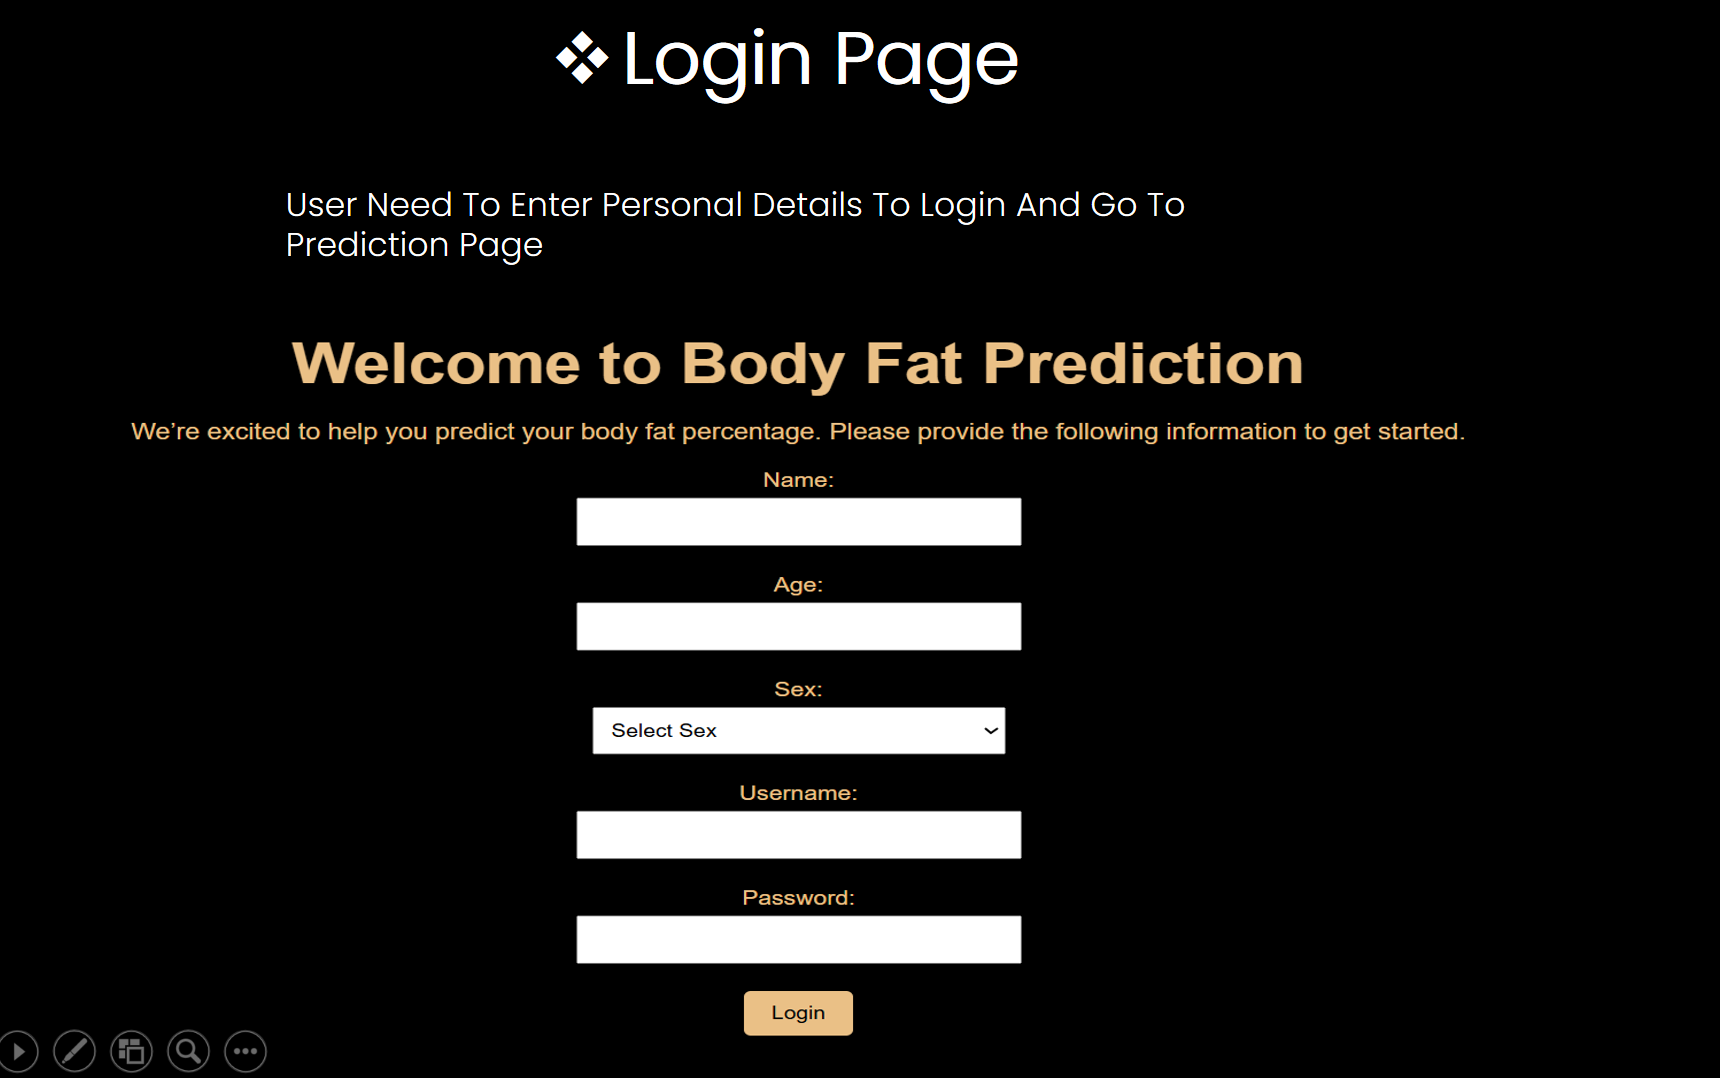 ❖ Login Page
User Need To Enter Personal Details To Login And Go To
Prediction Page
Welcome to Body Fat Prediction
We’re excited to help you predict your body fat percentage. Please provide the following information to get started.
Name:
Age:
Sex:
Select Sex
Username:
Password:
Login